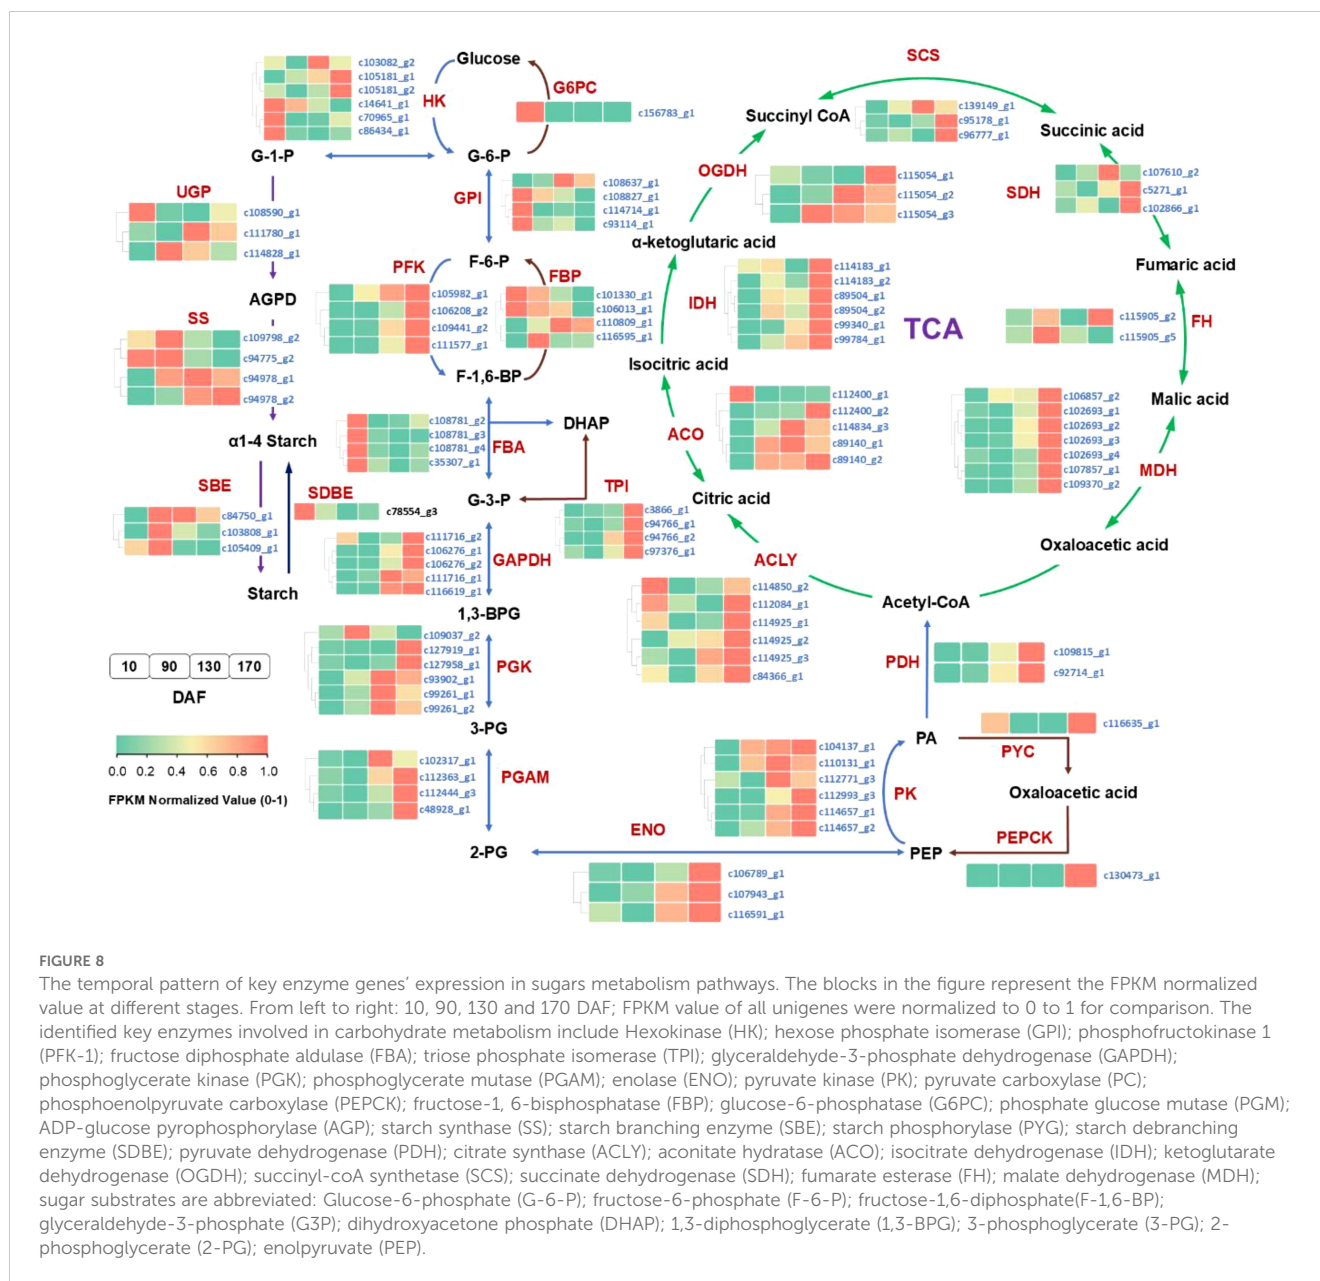 Glucose
SCS
HK
G6PC
c103082_g2
c105181_g1
c105181_g2
c14641_g1
c70965_g1
c86434_g1
c156783_g1
Succinyl CoA
c139149_g1
c95178_g1
c96777_g1
Succinic acid
G-1-P
G-6-P
OGDH
c115054_g1
c115054_g2
c115054_g3
SDH
c107610_g2
c5271_g1
c102866_g1
UGP
c108590_g1
c111780_g1
c114828_g1
GPI
c108637_g1
c108827_g1
c114714_g1
c93114_g1
α-ketoglutaric acid
F-6-P
Fumaric acid
PFK
c105982_g1
c106208_g2
c109441_g2
c111577_g1
FBP
c101330_g1
c106013_g1
c110809_g1
c116595_g1
IDH
c114183_g1
c114183_g2
c89504_g1
c89504_g2
c99340_g1
c99784_g1
TCA
c115905_g2
c115905_g5
FH
AGPD
SS
c109798_g2
c94775_g2
c94978_g1
c94978_g2
Isocitric acid
F-1,6-BP
Malic acid
c112400_g1
c112400_g2
c114834_g3
c89140_g1
c89140_g2
ACO
c106857_g2
c102693_g1
c102693_g2
c102693_g3
c102693_g4
c107857_g1
c109370_g2
MDH
α1-4 Starch
c108781_g2
c108781_g3
c108781_g4
c35307_g1
FBA
DHAP
SBE
c84750_g1
c103808_g1
c105409_g1
SDBE
c78554_g3
G-3-P
TPI
c3866_g1
c94766_g1
c94766_g2
c97376_g1
Citric acid
Oxaloacetic acid
c111716_g2
c106276_g1
c106276_g2
c111716_g1
c116619_g1
GAPDH
ACLY
c114850_g2
c112084_g1
c114925_g1
c114925_g2
c114925_g3
c84366_g1
Starch
1,3-BPG
Acetyl-CoA
c109037_g2
c127919_g1
c127958_g1
c93902_g1
c99261_g1
c99261_g2
PGK
PDH
c109815_g1
c92714_g1
10 90 130 170
DAF
3-PG
PA
c116635_g1
PYC
0.0 0.2 0.4 0.6 0.8 1.0
FPKM Normalized Value (0-1)
c102317_g1
c112363_g1
c112444_g3
c48928_g1
PGAM
c104137_g1
c110131_g1
c112771_g3
c112993_g3
c114657_g1
c114657_g2
PK
Oxaloacetic acid
ENO
PEPCK
2-PG
PEP
c106789_g1
c107943_g1
c116591_g1
c130473_g1
FIGURE 8
The temporal pattern of key enzyme genes’ expression in sugars metabolism pathways. The blocks in the figure represent the FPKM normalized
value at different stages. From left to right: 10, 90, 130 and 170 DAF; FPKM value of all unigenes were normalized to 0 to 1 for comparison. The
identified key enzymes involved in carbohydrate metabolism include Hexokinase (HK); hexose phosphate isomerase (GPI); phosphofructokinase 1
(PFK-1); fructose diphosphate aldulase (FBA); triose phosphate isomerase (TPI); glyceraldehyde-3-phosphate dehydrogenase (GAPDH);
phosphoglycerate kinase (PGK); phosphoglycerate mutase (PGAM); enolase (ENO); pyruvate kinase (PK); pyruvate carboxylase (PC);
phosphoenolpyruvate carboxylase (PEPCK); fructose-1, 6-bisphosphatase (FBP); glucose-6-phosphatase (G6PC); phosphate glucose mutase (PGM);
ADP-glucose pyrophosphorylase (AGP); starch synthase (SS); starch branching enzyme (SBE); starch phosphorylase (PYG); starch debranching
enzyme (SDBE); pyruvate dehydrogenase (PDH); citrate synthase (ACLY); aconitate hydratase (ACO); isocitrate dehydrogenase (IDH); ketoglutarate
dehydrogenase (OGDH); succinyl-coA synthetase (SCS); succinate dehydrogenase (SDH); fumarate esterase (FH); malate dehydrogenase (MDH);
sugar substrates are abbreviated: Glucose-6-phosphate (G-6-P); fructose-6-phosphate (F-6-P); fructose-1,6-diphosphate(F-1,6-BP);
glyceraldehyde-3-phosphate (G3P); dihydroxyacetone phosphate (DHAP); 1,3-diphosphoglycerate (1,3-BPG); 3-phosphoglycerate (3-PG); 2-
phosphoglycerate (2-PG); enolpyruvate (PEP).